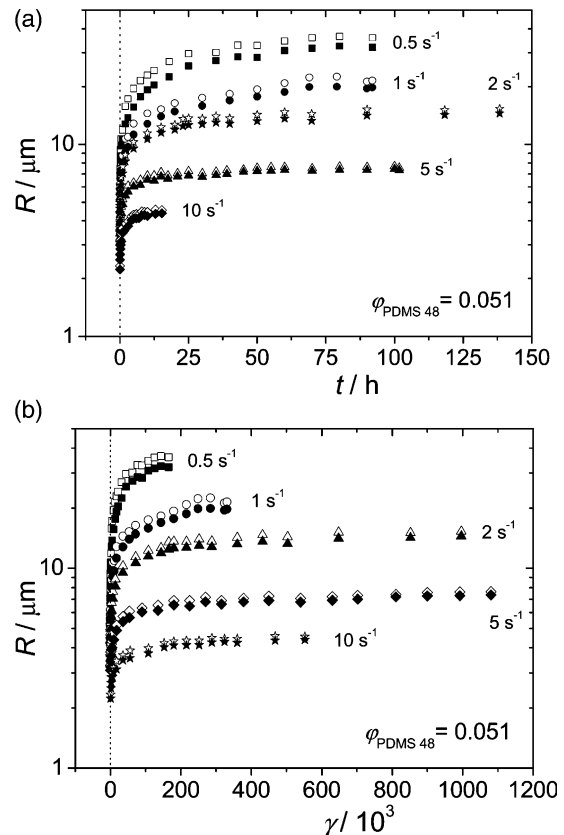 (a)
0.5 s⁻¹
1 s⁻¹
2 s⁻¹
5 s⁻¹
10 s⁻¹
φPDMS 48 = 0.051
R / μm
10
1
0 25 50 75 100 125 150
t / h
(b)
0.5 s⁻¹
1 s⁻¹
2 s⁻¹
5 s⁻¹
10 s⁻¹
φPDMS 48 = 0.051
R / μm
10
1
0 200 400 600 800 1000 1200
γ / 10³